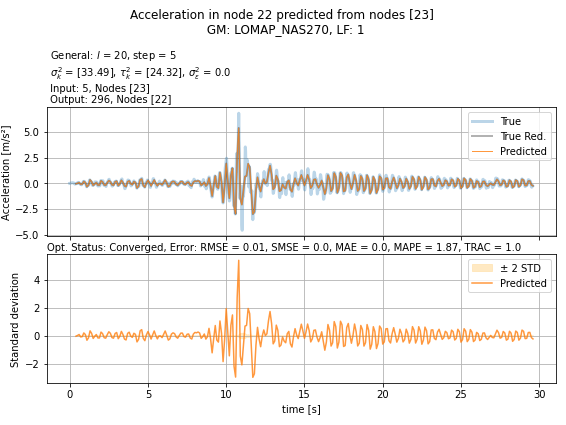 Acceleration in node 22 predicted from nodes [23]
GM: LOMAP_NAS270, LF: 1
General: l = 20, step = 5
σ²ₖ = [33.49], τ²ₖ = [24.32], σ²ε = 0.0
Input: 5, Nodes [23]
Output: 296, Nodes [22]
Acceleration [m/s²]
5.0
2.5
0.0
−2.5
−5.0
True
True Red.
Predicted
Opt. Status: Converged, Error: RMSE = 0.01, SMSE = 0.0, MAE = 0.0, MAPE = 1.87, TRAC = 1.0
Standard deviation
4
2
0
−2
± 2 STD
Predicted
0 5 10 15 20 25 30
time [s]